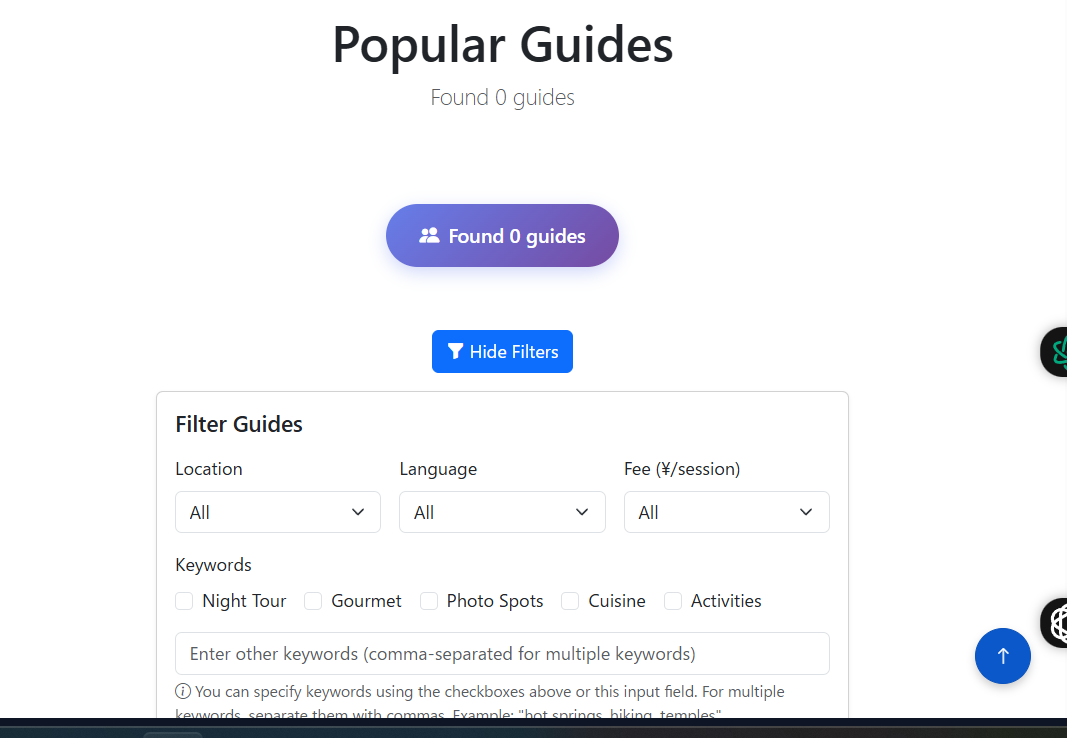 Popular Guides
Found 0 guides
Found 0 guides
Hide Filters
Filter Guides
Location Language Fee (¥/session)
All All All
Keywords
Night Tour Gourmet Photo Spots Cuisine Activities
Enter other keywords (comma-separated for multiple keywords)
You can specify keywords using the checkboxes above or this input field. For multiple
keywords, separate them with commas. Example: "hot springs, hiking, temples"